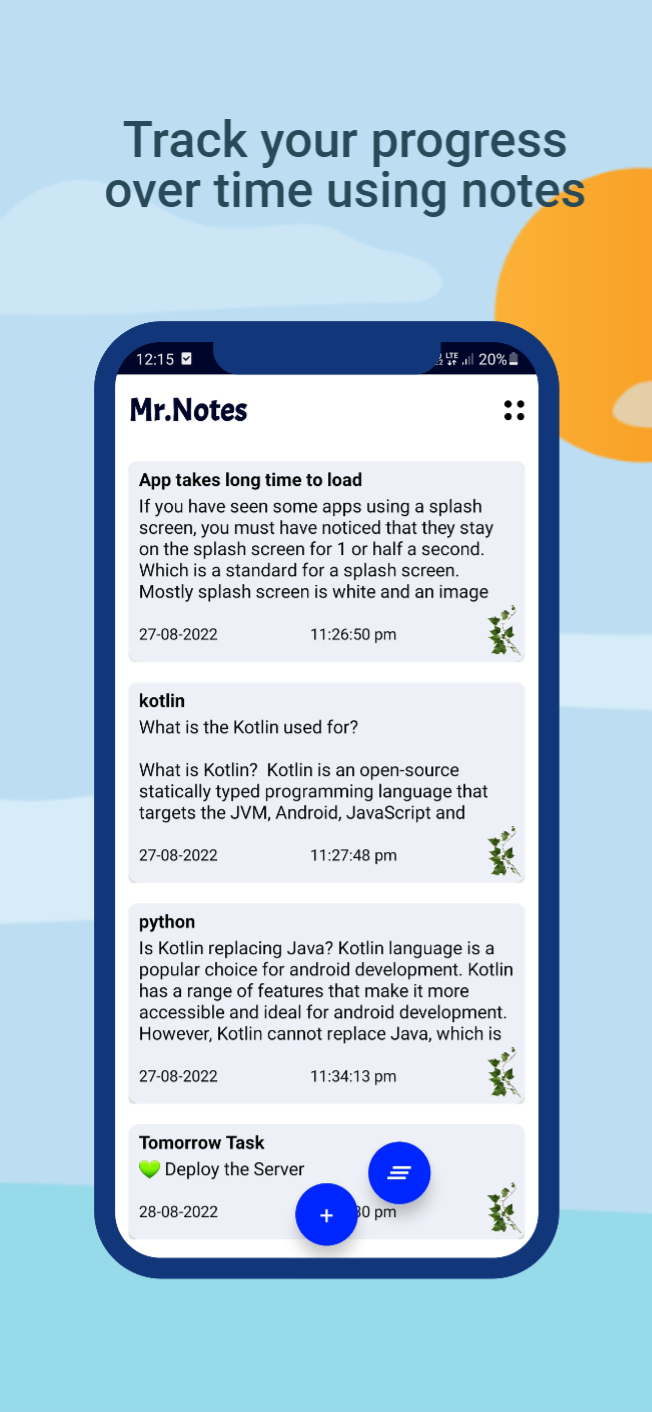 Track your progress
over time using notes
12:15
LTE
20%
Mr.Notes
App takes long time to load
If you have seen some apps using a splash
screen, you must have noticed that they stay
on the splash screen for 1 or half a second.
Which is a standard for a splash screen.
Mostly splash screen is white and an image
27-08-2022 11:26:50 pm
kotlin
What is the Kotlin used for?
What is Kotlin?  Kotlin is an open-source
statically typed programming language that
targets the JVM, Android, JavaScript and
27-08-2022 11:27:48 pm
python
Is Kotlin replacing Java? Kotlin language is a
popular choice for android development. Kotlin
has a range of features that make it more
accessible and ideal for android development.
However, Kotlin cannot replace Java, which is
27-08-2022 11:34:13 pm
Tomorrow Task
💚 Deploy the Server
28-08-2022 pm